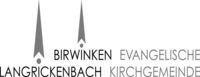 BIRWINKEN EVANGELISCHE
LANGRICKENBACH KIRCHGEMEINDE